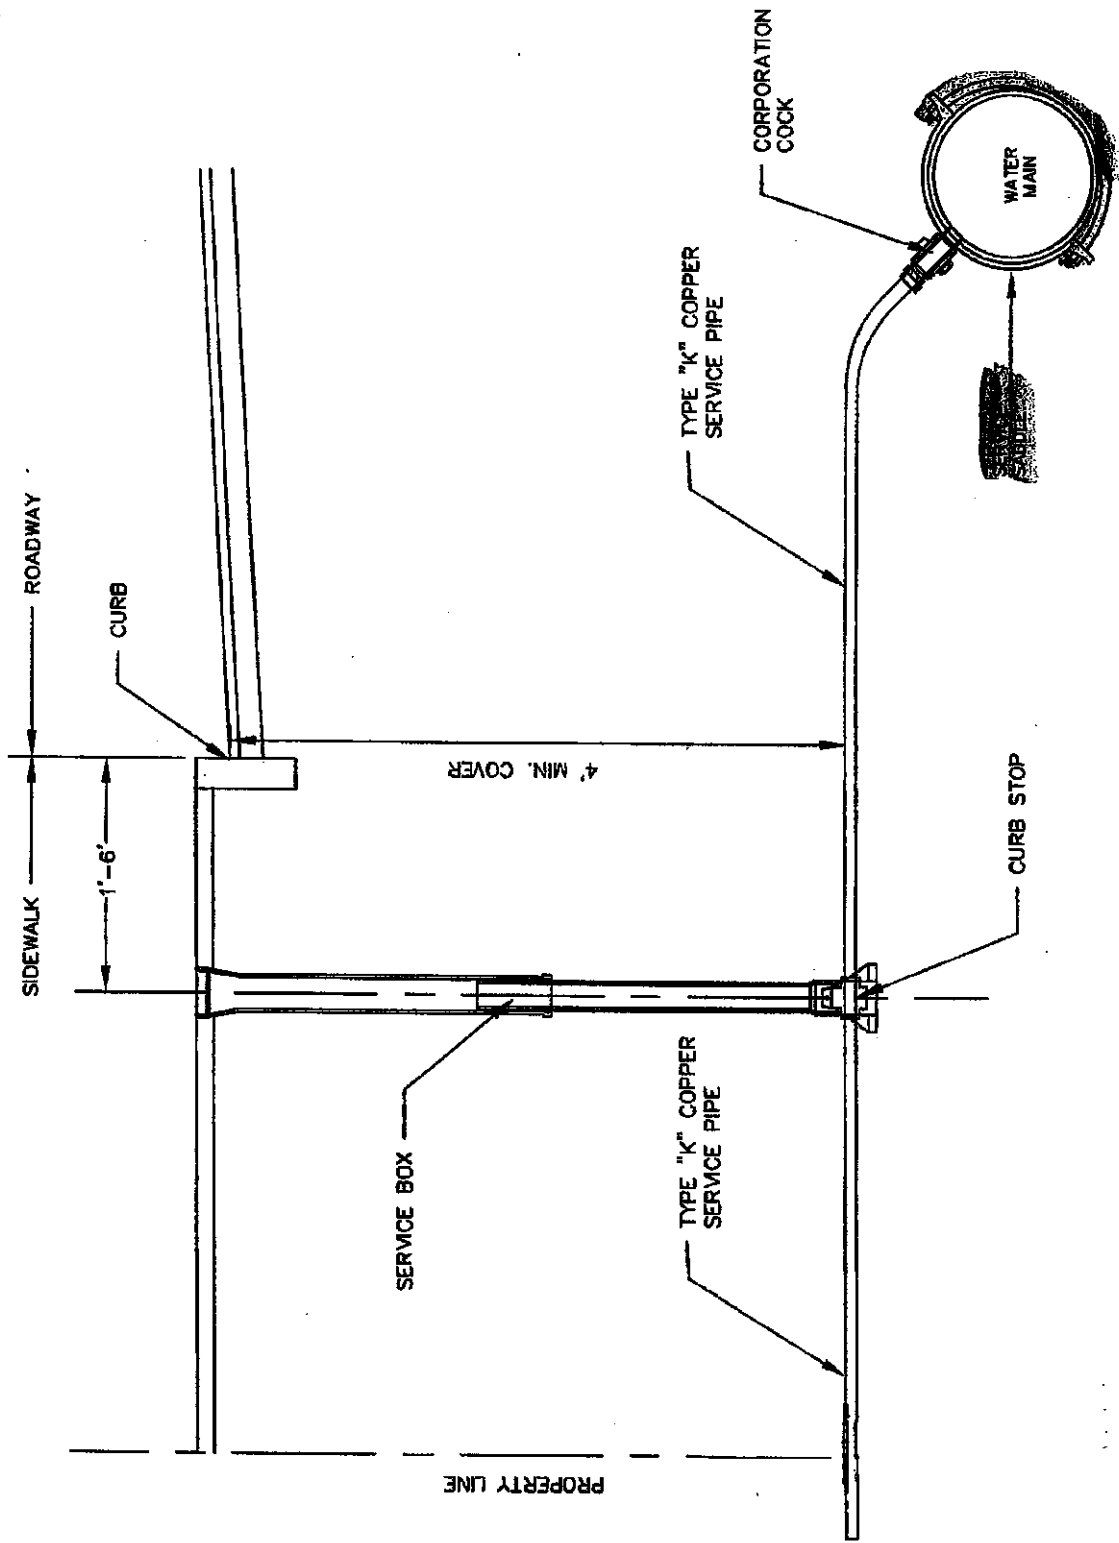 SIDEWALK
ROADWAY
1'-6"
CURB
4' MIN. COVER
SERVICE BOX
TYPE "K" COPPER
SERVICE PIPE
TYPE "K" COPPER
SERVICE PIPE
CORPORATION
COCK
WATER
MAIN
SADDLE
CURB STOP
PROPERTY LINE